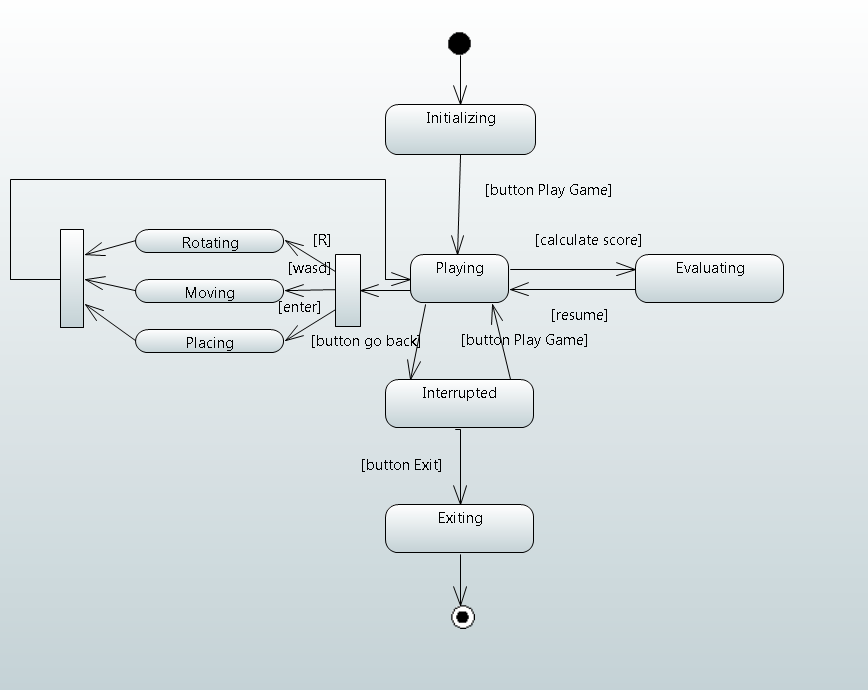 Initializing
[button Play Game]
[calculate score]
[R]
Rotating
[wasd]
Playing
Evaluating
Moving
[enter]
[resume]
Placing
[button go back]
[button Play Game]
Interrupted
[button Exit]
Exiting